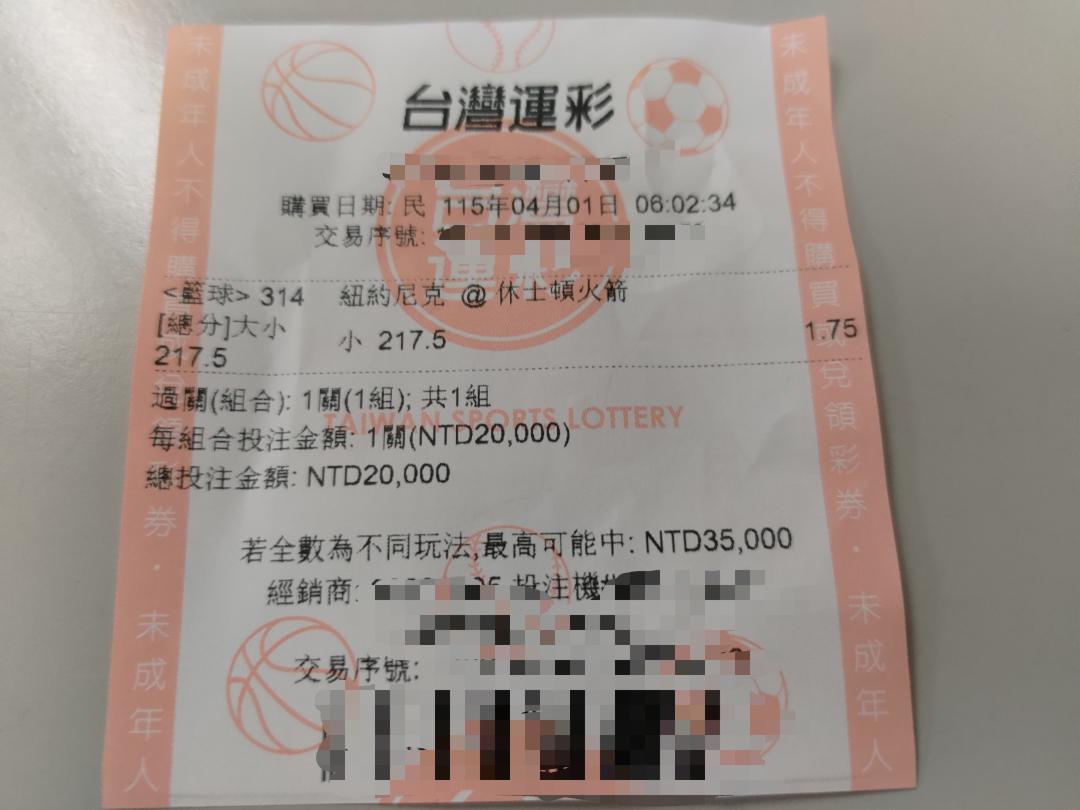 台灣運彩
購買日期: 民 115年04月01日 06:02:34
交易序號:
<籃球> 314 紐約尼克 @ 休士頓火箭
[總分]大小 小 217.5 1.75
217.5
過關(組合): 1關(1組); 共1組
TAIWAN SPORTS LOTTERY
每組合投注金額: 1關(NTD20,000)
總投注金額: NTD20,000
若全數為不同玩法,最高可能中: NTD35,000
經銷商: 投注機
交易序號:
未成年人不得購買或兌領彩券.未成年人
未成年人不得購買或兌領彩券.未成年人